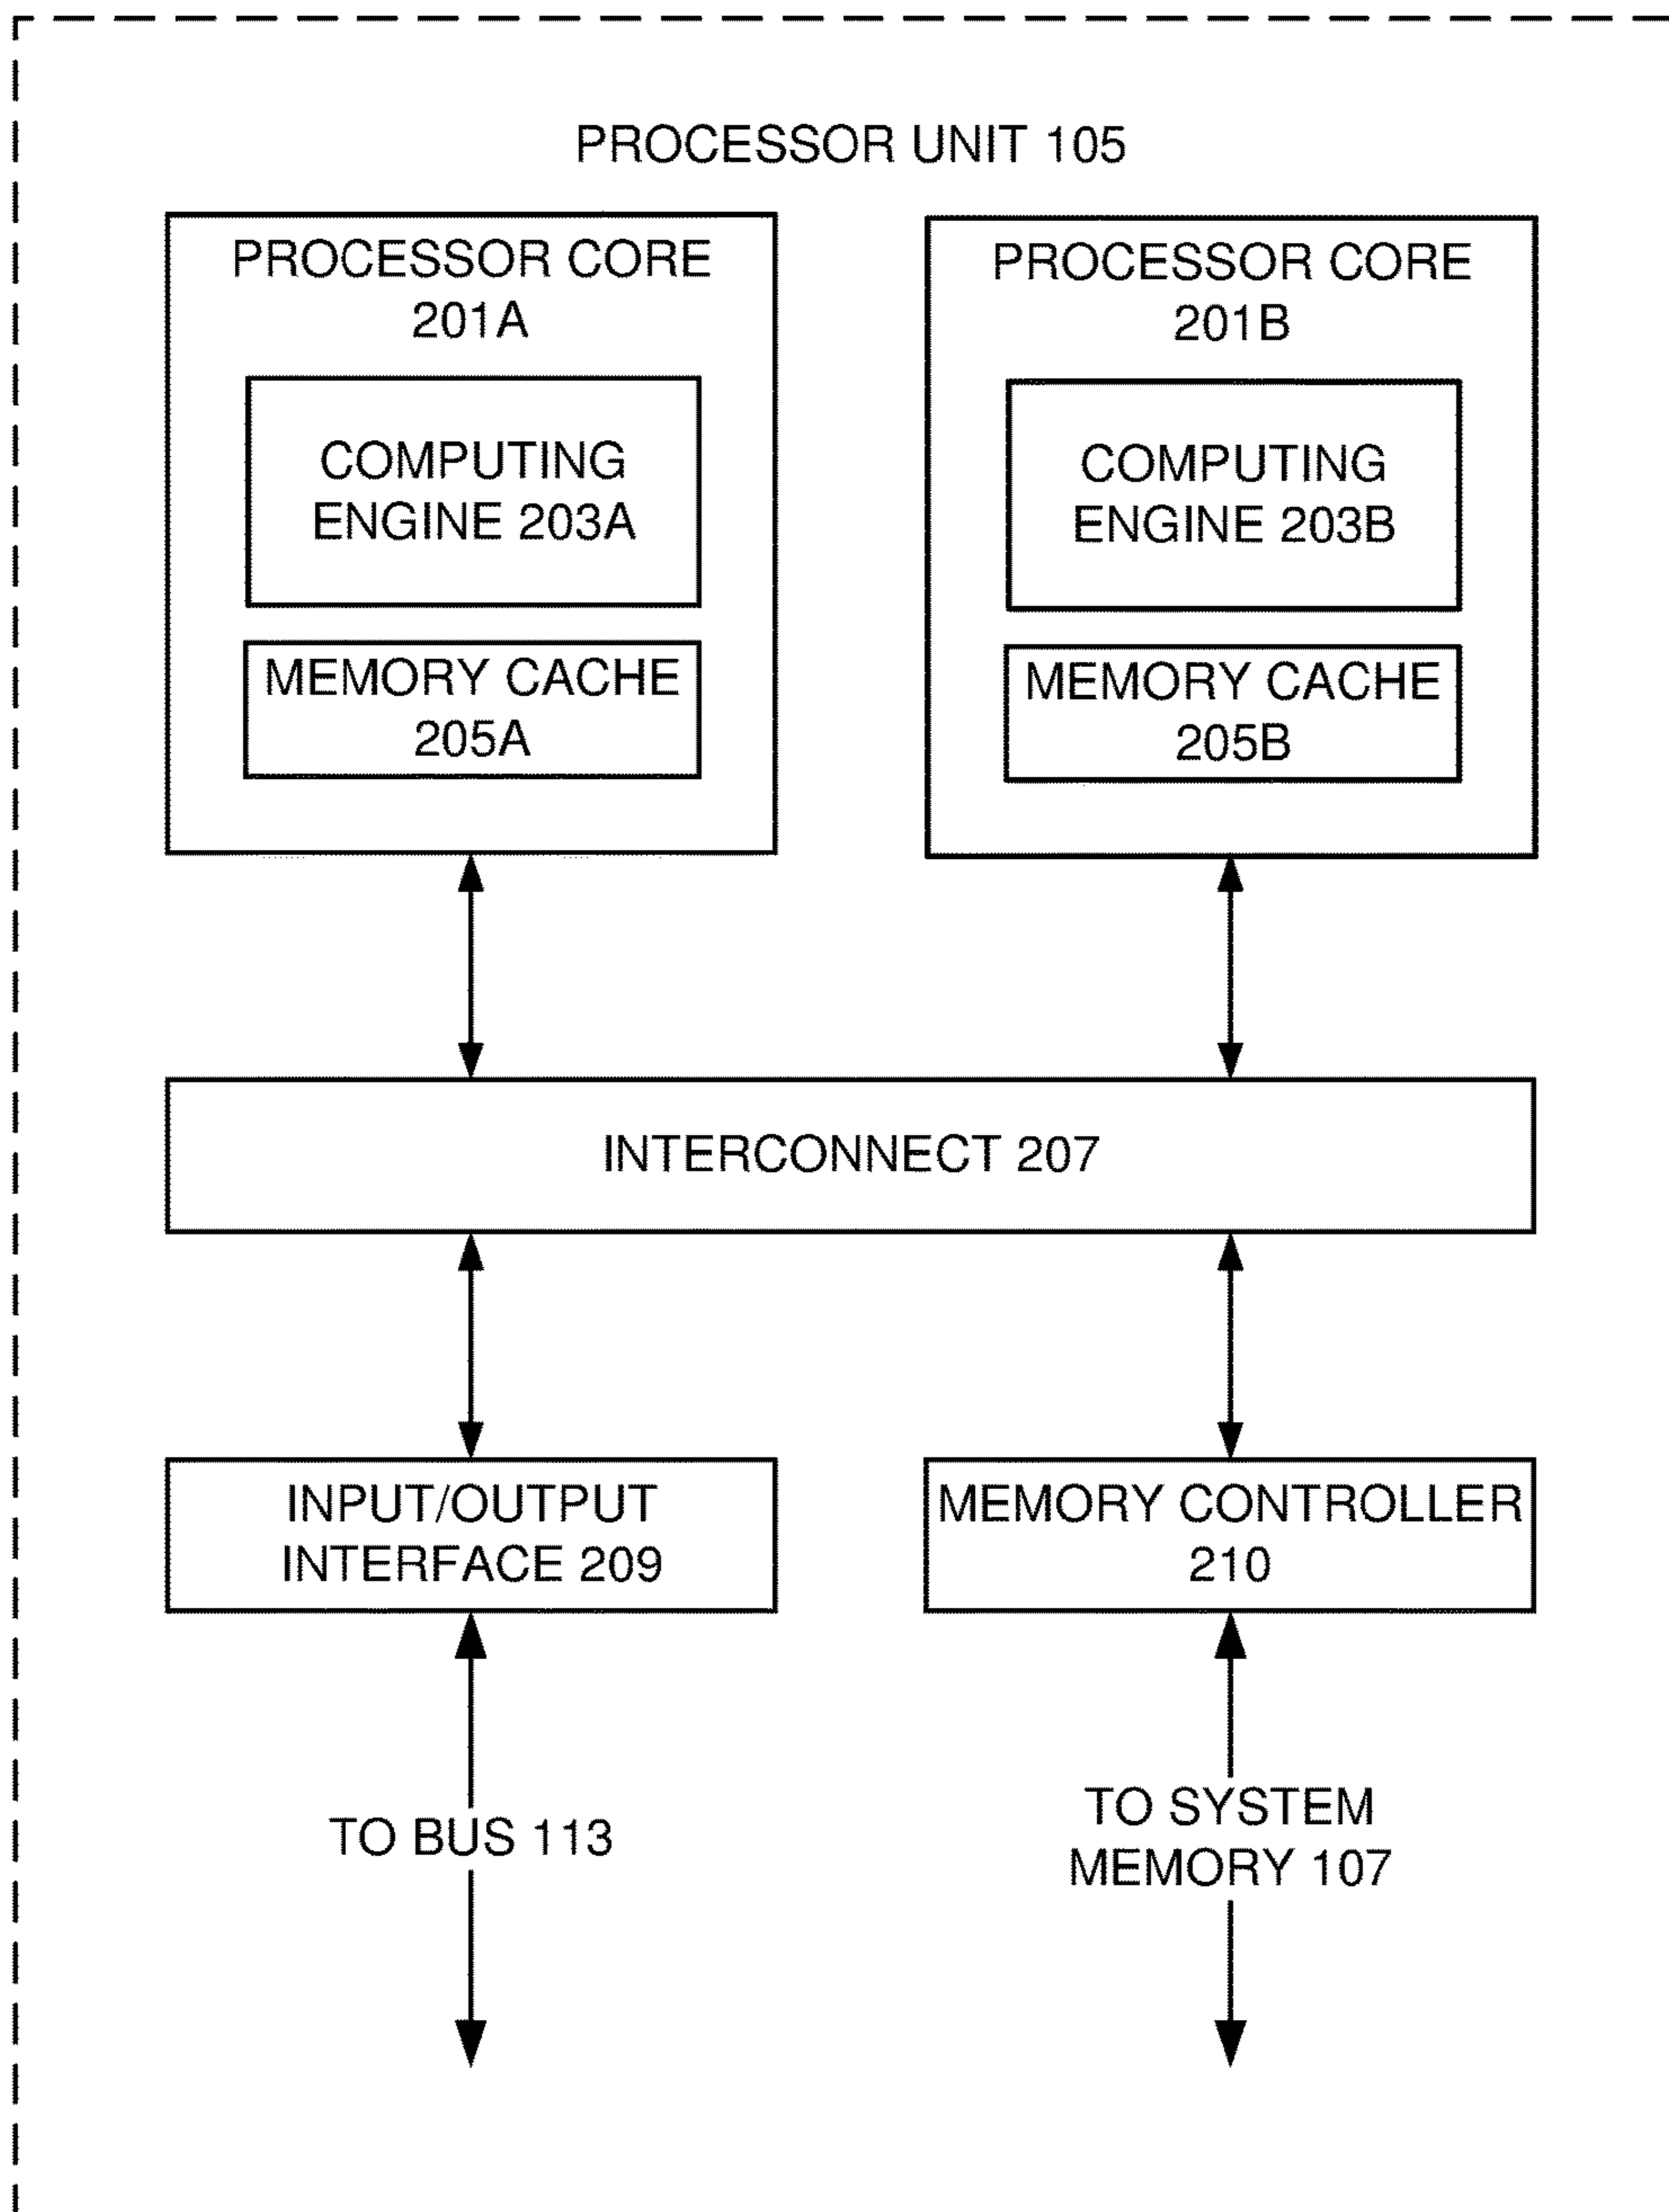 PROCESSOR UNIT 105
PROCESSOR CORE
201A
COMPUTING
ENGINE 203A
MEMORY CACHE
205A
PROCESSOR CORE
201B
COMPUTING
ENGINE 203B
MEMORY CACHE
205B
INTERCONNECT 207
INPUT/OUTPUT
INTERFACE 209
MEMORY CONTROLLER
210
TO BUS 113
TO SYSTEM
MEMORY 107